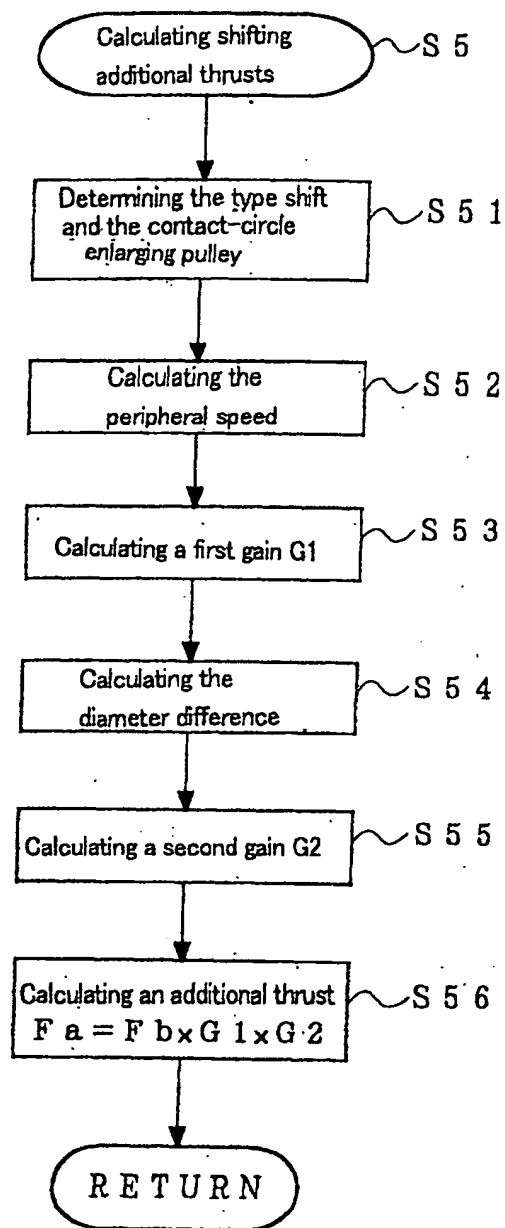 Calculating shifting
additional thrusts
S 5
Determining the type shift
and the contact-circle
enlarging pulley
S 5 1
Calculating the
peripheral speed
S 5 2
Calculating a first gain G1
S 5 3
Calculating the
diameter difference
S 5 4
Calculating a second gain G2
S 5 5
Calculating an additional thrust
F a = F b x G 1 x G 2
S 5 6
R E T U R N